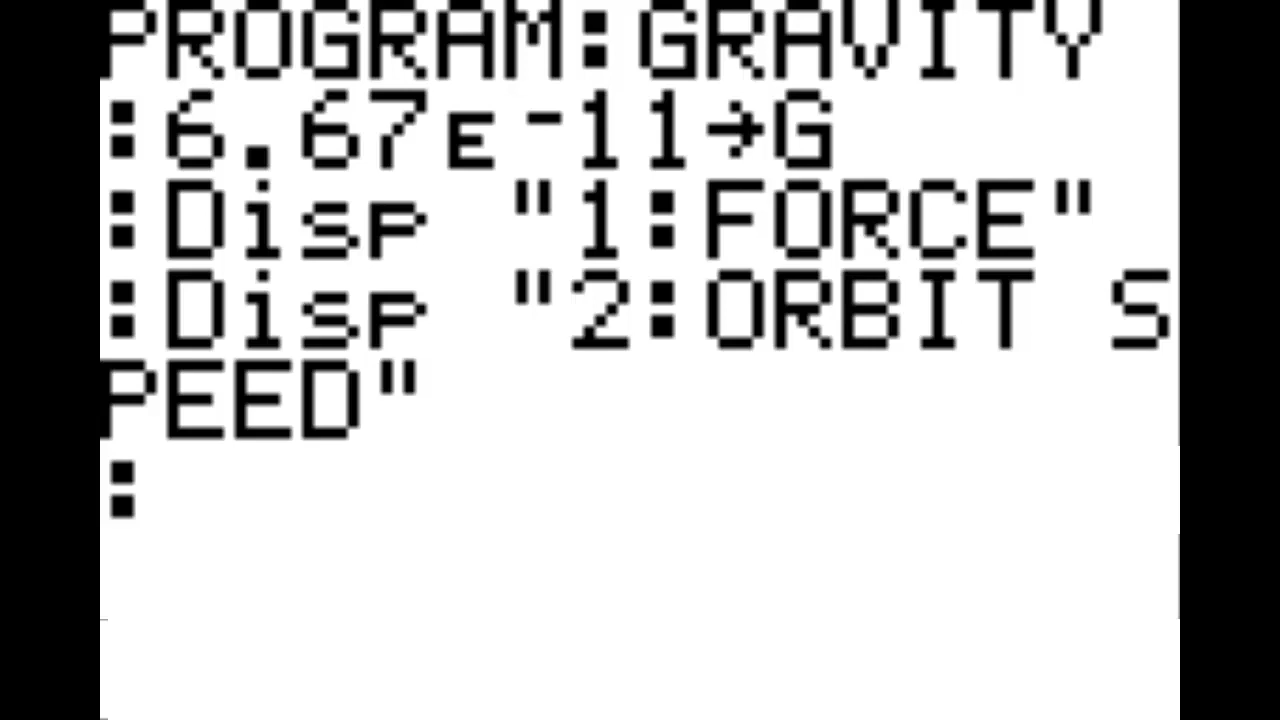 PROGRAM:GRAVITY
:6.67ᴇ⁻11→G
:Disp "1:FORCE"
:Disp "2:ORBIT S
PEED"
: